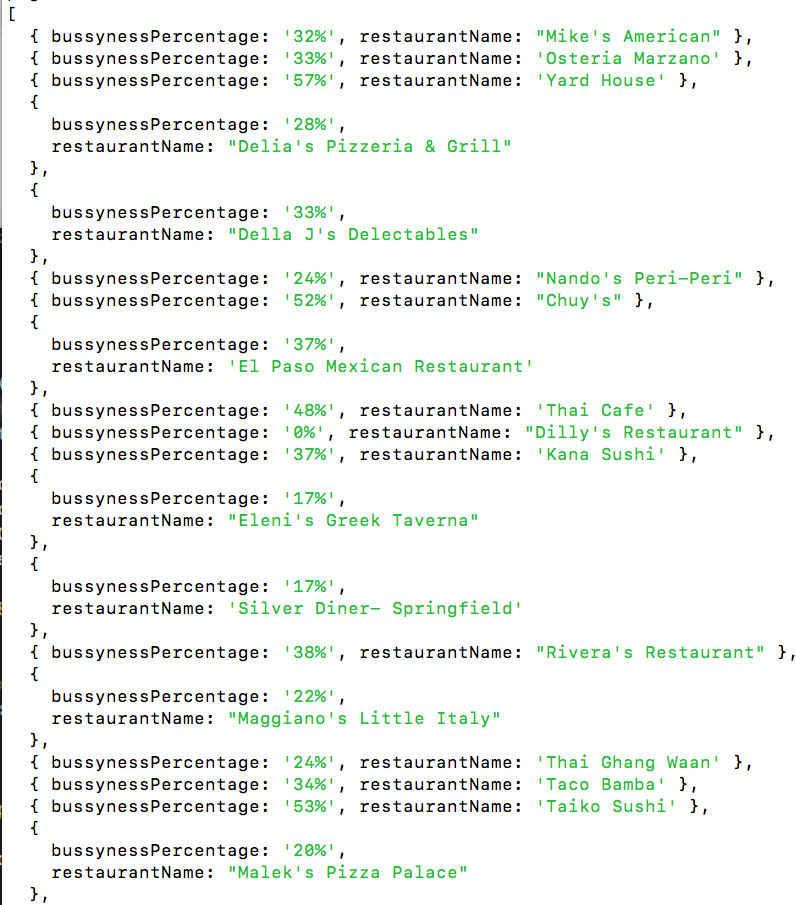 [
  { bussynessPercentage: '32%', restaurantName: "Mike's American" },
  { bussynessPercentage: '33%', restaurantName: 'Osteria Marzano' },
  { bussynessPercentage: '57%', restaurantName: 'Yard House' },
  {
    bussynessPercentage: '28%',
    restaurantName: "Delia's Pizzeria & Grill"
  },
  {
    bussynessPercentage: '33%',
    restaurantName: "Della J's Delectables"
  },
  { bussynessPercentage: '24%', restaurantName: "Nando's Peri-Peri" },
  { bussynessPercentage: '52%', restaurantName: "Chuy's" },
  {
    bussynessPercentage: '37%',
    restaurantName: 'El Paso Mexican Restaurant'
  },
  { bussynessPercentage: '48%', restaurantName: 'Thai Cafe' },
  { bussynessPercentage: '0%', restaurantName: "Dilly's Restaurant" },
  { bussynessPercentage: '37%', restaurantName: 'Kana Sushi' },
  {
    bussynessPercentage: '17%',
    restaurantName: "Eleni's Greek Taverna"
  },
  {
    bussynessPercentage: '17%',
    restaurantName: 'Silver Diner- Springfield'
  },
  { bussynessPercentage: '38%', restaurantName: "Rivera's Restaurant" },
  {
    bussynessPercentage: '22%',
    restaurantName: "Maggiano's Little Italy"
  },
  { bussynessPercentage: '24%', restaurantName: 'Thai Ghang Waan' },
  { bussynessPercentage: '34%', restaurantName: 'Taco Bamba' },
  { bussynessPercentage: '53%', restaurantName: 'Taiko Sushi' },
  {
    bussynessPercentage: '20%',
    restaurantName: "Malek's Pizza Palace"
  },